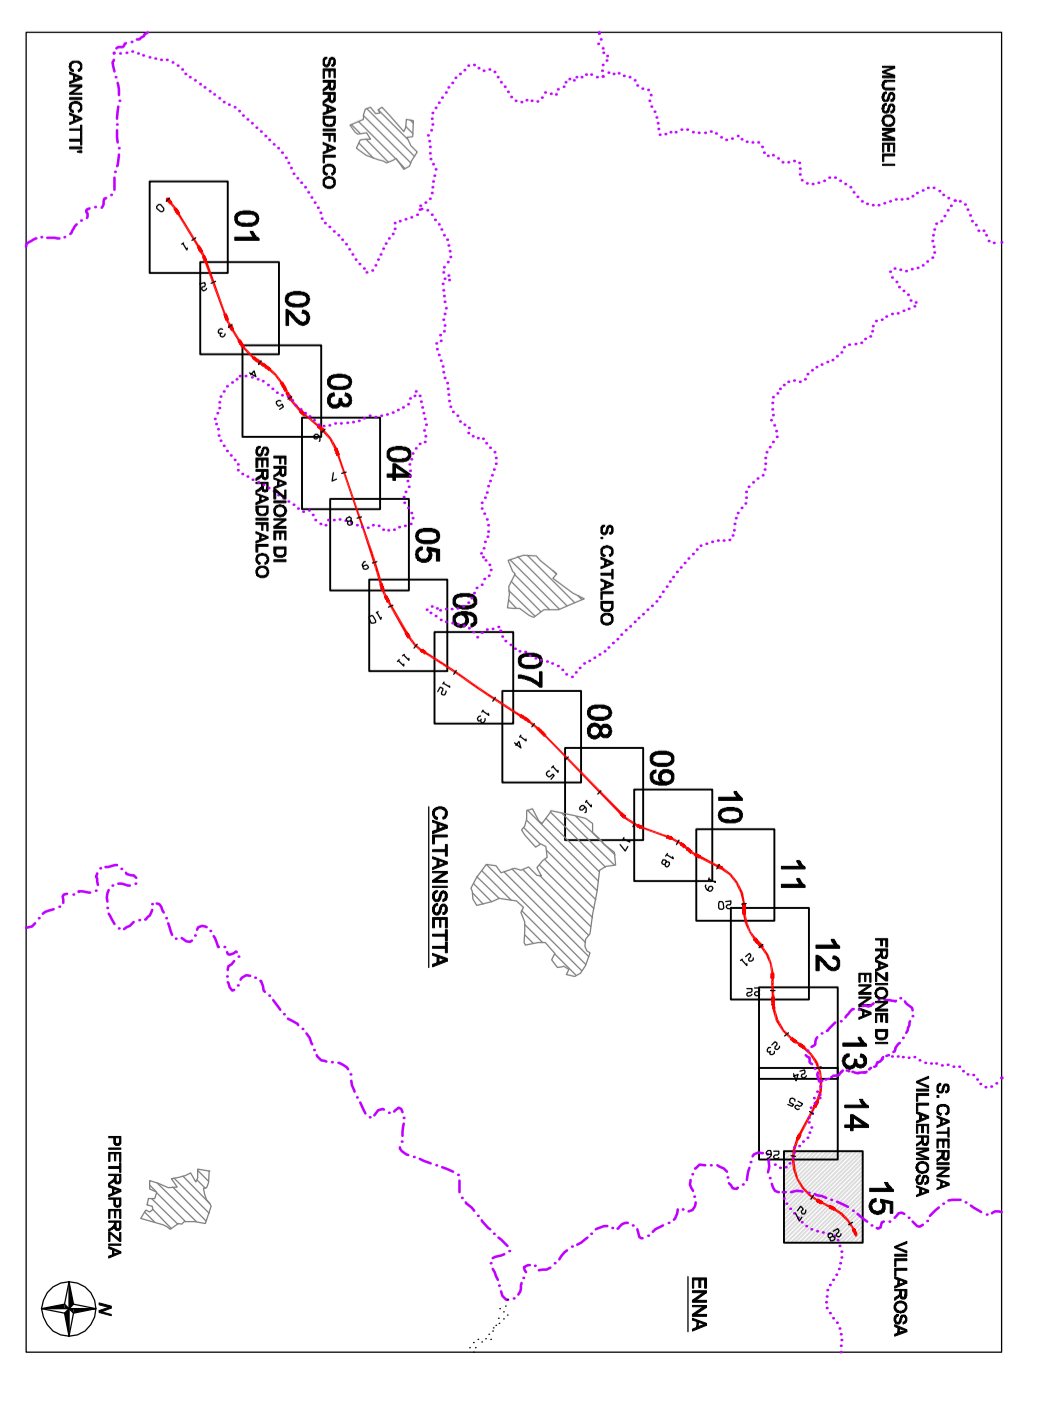 MUSSOMELI
SERRADIFALCO
CANICATTI'
S. CATALDO
FRAZIONE DI
SERRADIFALCO
CALTANISSETTA
FRAZIONE DI
ENNA
S. CATERINA
VILLAERMOSA
VILLAROSA
ENNA
PIETRAPERZIA
N
01
02
03
04
05
06
07
08
09
10
11
12
13
14
15
0
1
2
3
4
5
6
7
8
9
10
11
12
13
14
15
16
17
18
19
20
21
22
23
24
25
26
27
28